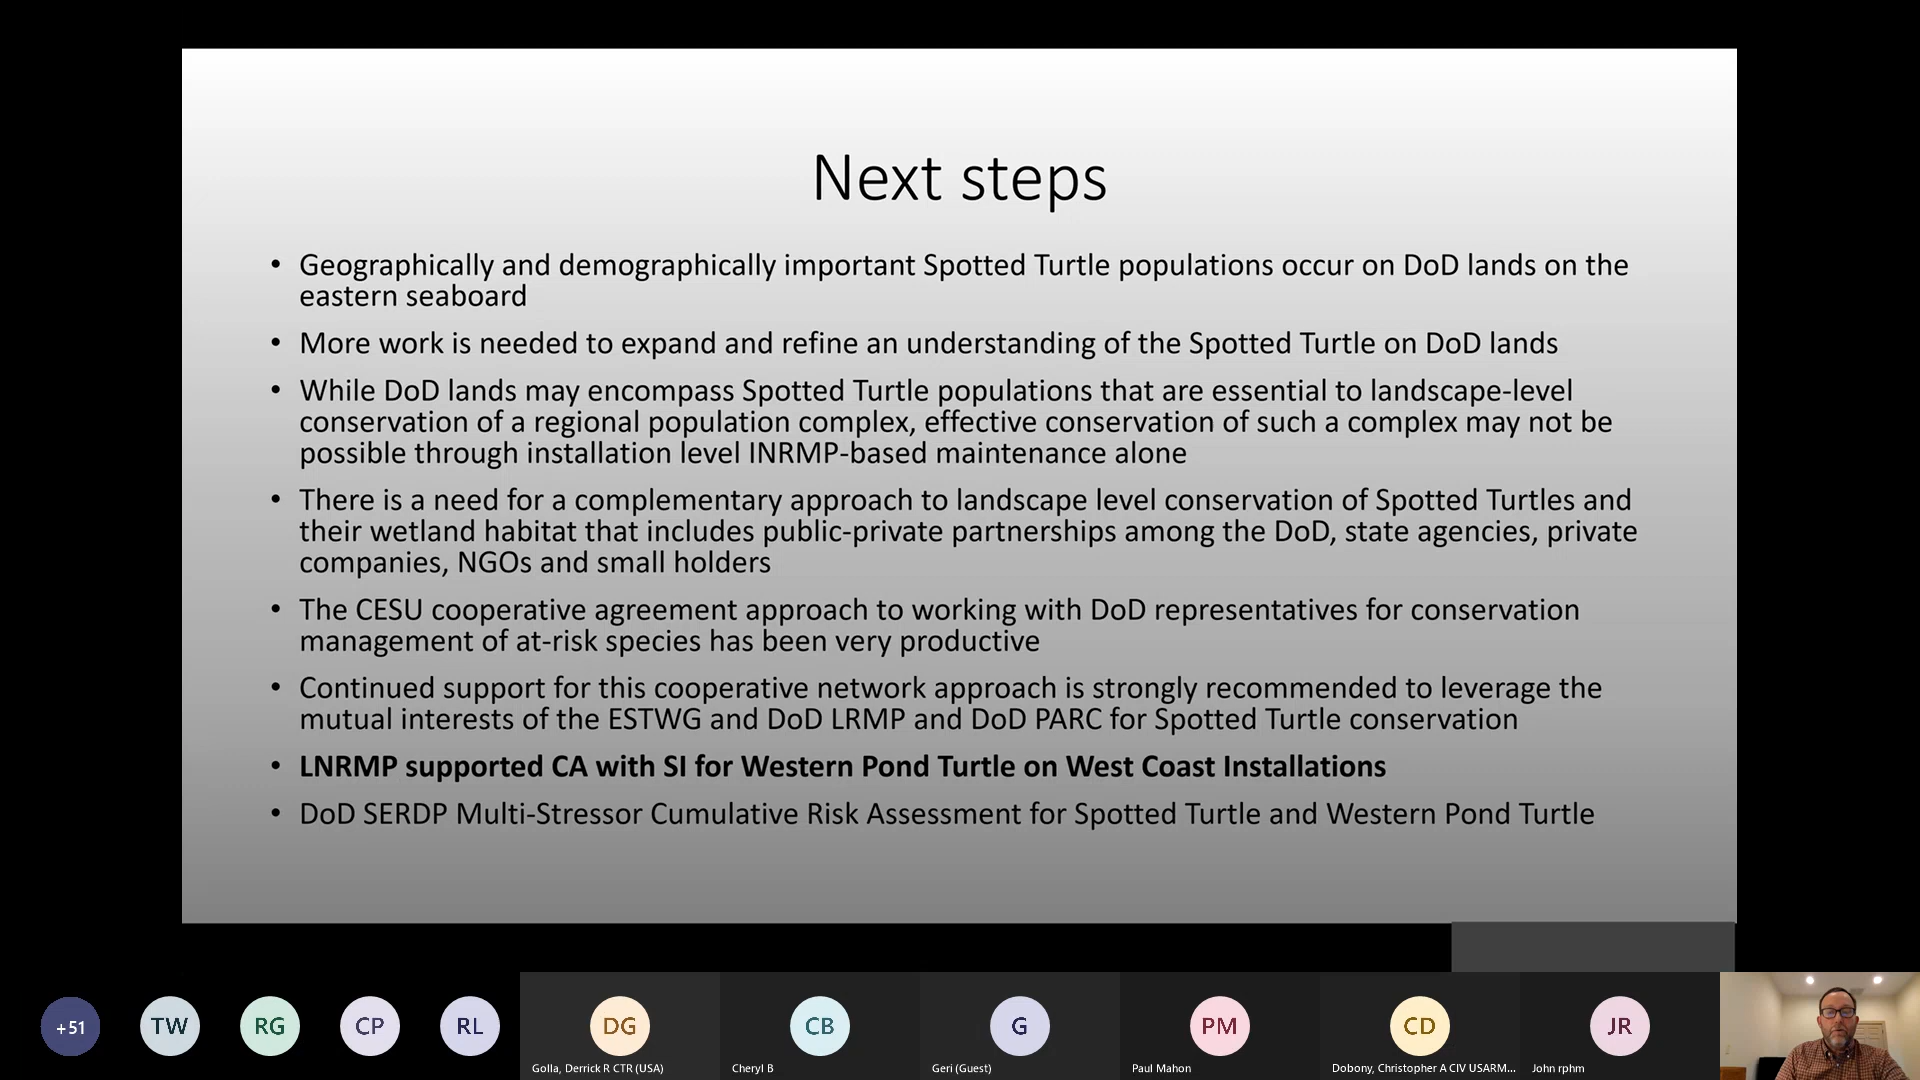 Next steps
• Geographically and demographically important Spotted Turtle populations occur on DoD lands on the
eastern seaboard
• More work is needed to expand and refine an understanding of the Spotted Turtle on DoD lands
• While DoD lands may encompass Spotted Turtle populations that are essential to landscape-level
conservation of a regional population complex, effective conservation of such a complex may not be
possible through installation level INRMP-based maintenance alone
• There is a need for a complementary approach to landscape level conservation of Spotted Turtles and
their wetland habitat that includes public-private partnerships among the DoD, state agencies, private
companies, NGOs and small holders
• The CESU cooperative agreement approach to working with DoD representatives for conservation
management of at-risk species has been very productive
• Continued support for this cooperative network approach is strongly recommended to leverage the
mutual interests of the ESTWG and DoD LRMP and DoD PARC for Spotted Turtle conservation
• LNRMP supported CA with SI for Western Pond Turtle on West Coast Installations
• DoD SERDP Multi-Stressor Cumulative Risk Assessment for Spotted Turtle and Western Pond Turtle
+51 TW RG CP RL DG CB G PM CD JR
Golla, Derrick R CTR (USA) Cheryl B Geri (Guest) Paul Mahon Dobony, Christopher A CIV USARM... John rphm